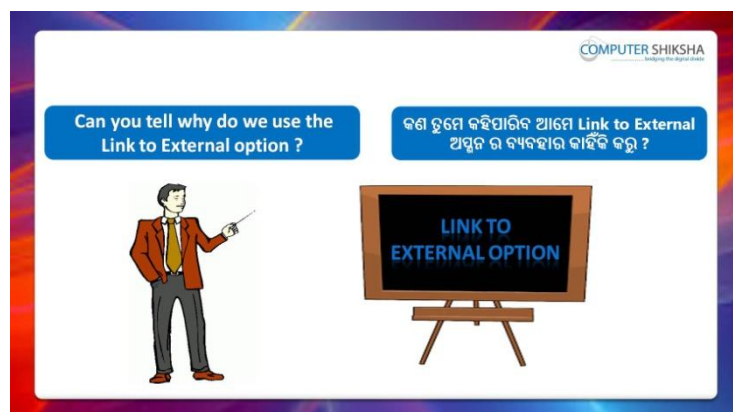 COMPUTER SHIKSHA
bridging the digital divide
Can you tell why do we use the
Link to External option ?
କଣ ତୁମେ କହିପାରିବ ଆମେ Link to External
ଅପ୍ସନ ର ବ୍ୟବହାର କାହିଁକି କରୁ ?
LINK TO
EXTERNAL OPTION